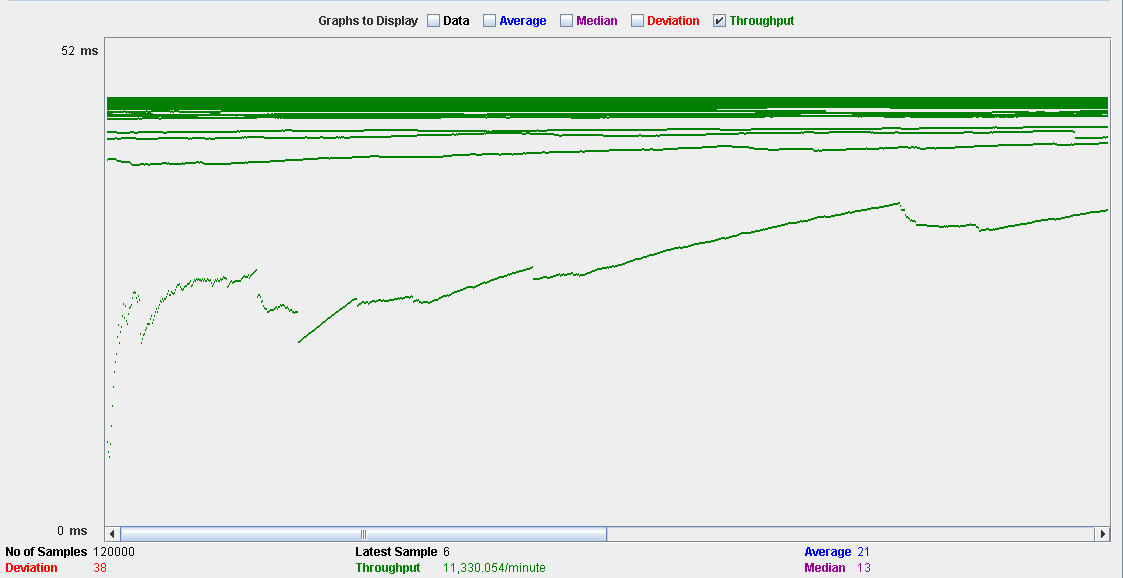 Graphs to Display Data Average Median Deviation Throughput
52 ms
0 ms
No of Samples 120000 Latest Sample 6 Average 21
Deviation 38 Throughput 11,330.054/minute Median 13